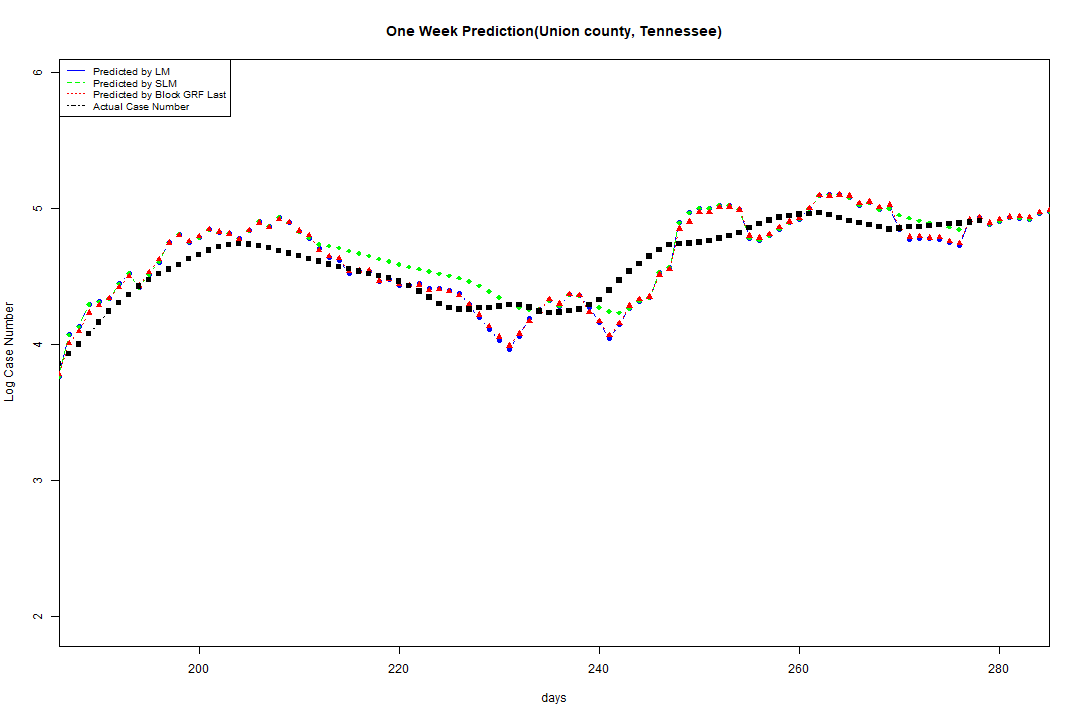 One Week Prediction(Union county, Tennessee)
Predicted by LM
Predicted by SLM
Predicted by Block GRF Last
Actual Case Number
6
5
4
3
2
Log Case Number
200 220 240 260 280
days